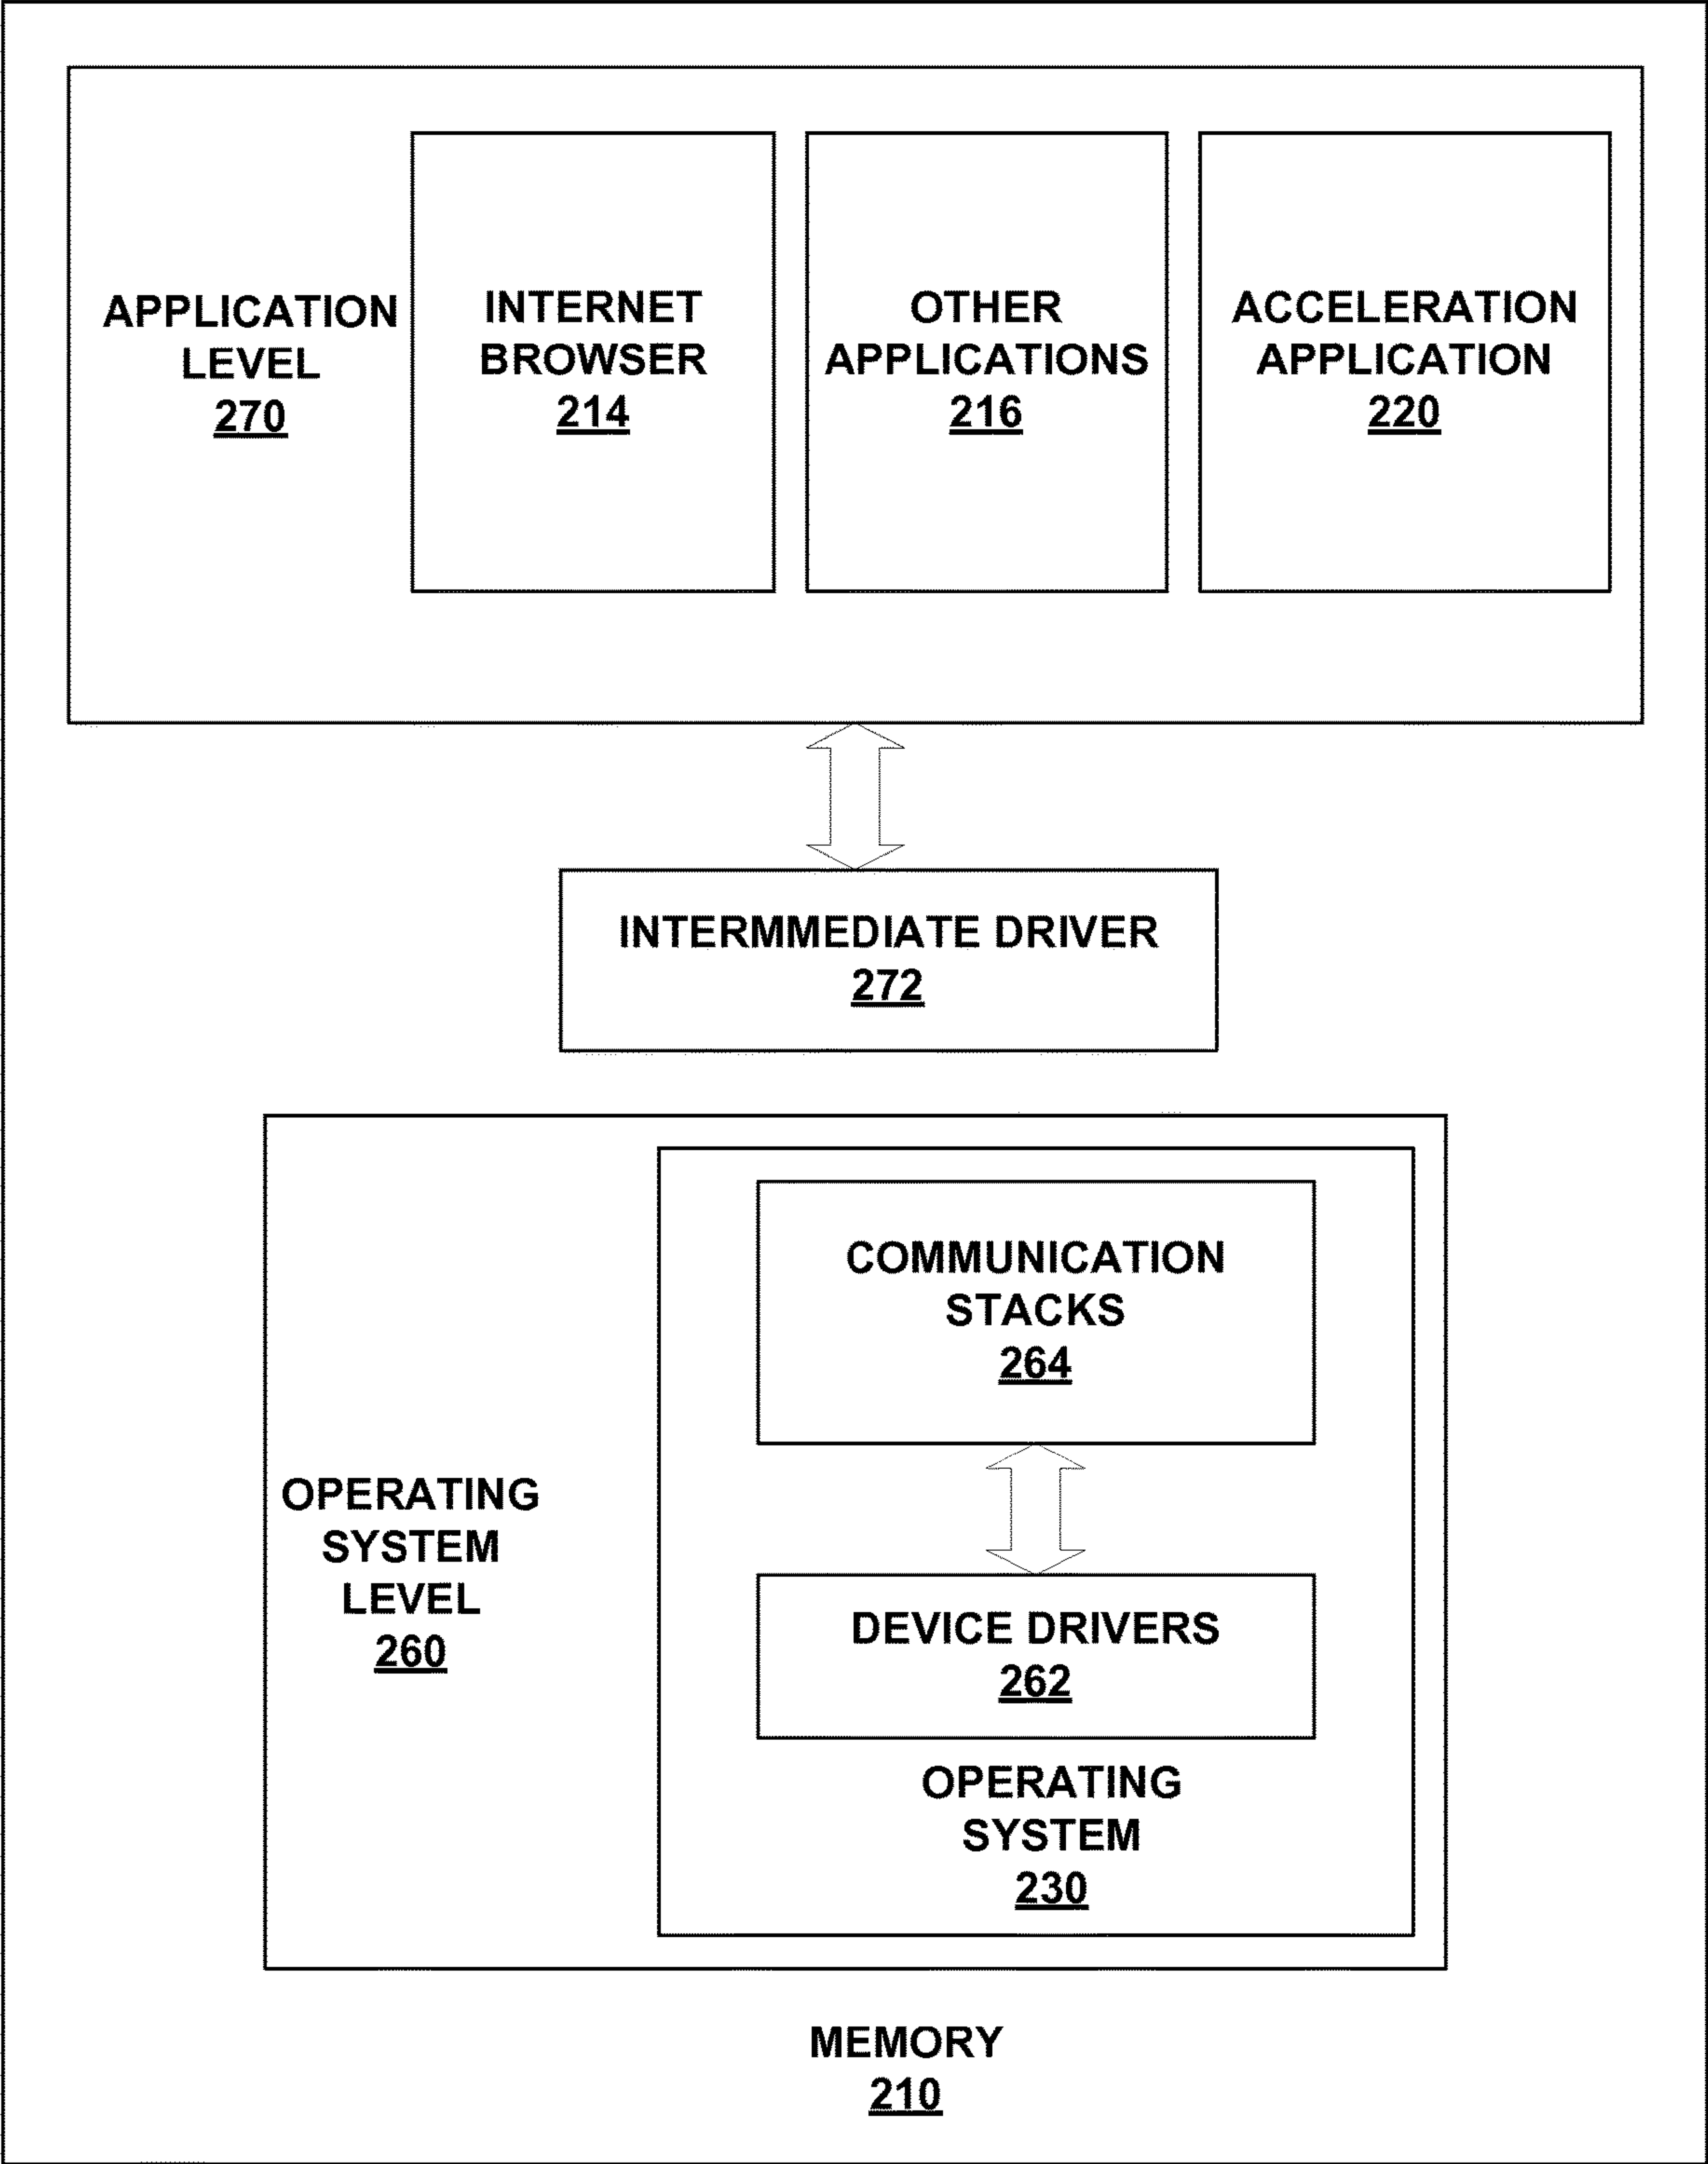 APPLICATION
LEVEL
270
INTERNET
BROWSER
214
OTHER
APPLICATIONS
216
ACCELERATION
APPLICATION
220
INTERMMEDIATE DRIVER
272
COMMUNICATION
STACKS
264
OPERATING
SYSTEM
LEVEL
260
DEVICE DRIVERS
262
OPERATING
SYSTEM
230
MEMORY
210